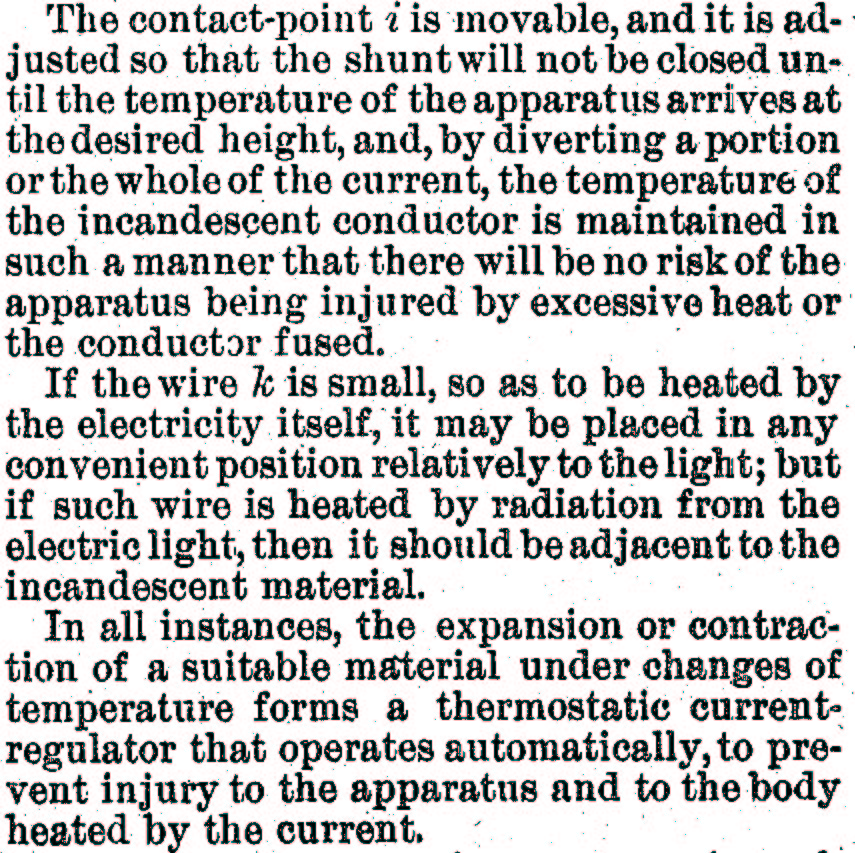 The contact-point i is movable, and it is ad-
justed so that the shunt will not be closed un-
til the temperature of the apparatus arrives at
the desired height, and, by diverting a portion
or the whole of the current, the temperature of
the incandescent conductor is maintained in
such a manner that there will be no risk of the
apparatus being injured by excessive heat or
the conductor fused.
If the wire k is small, so as to be heated by
the electricity itself, it may be placed in any
convenient position relatively to the light; but
if such wire is heated by radiation from the
electric light, then it should be adjacent to the
incandescent material.
In all instances, the expansion or contrac-
tion of a suitable material under changes of
temperature forms a thermostatic current-
regulator that operates automatically, to pre-
vent injury to the apparatus and to the body
heated by the current.